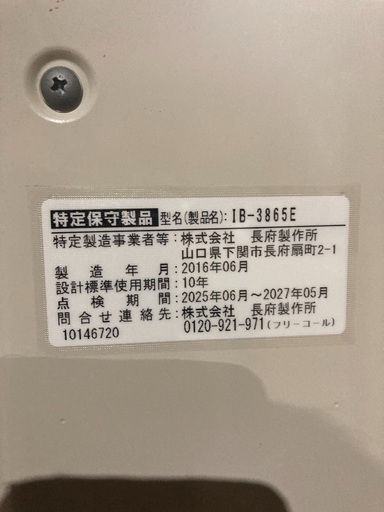 特定保守製品 型名(製品名):IB-3865E
特定製造事業者等:株式会社 長府製作所
山口県下関市長府扇町2-1
製造年月:2016年06月
設計標準使用期間:10年
点検期間:2025年06月～2027年05月
問合せ連絡先:株式会社 長府製作所
10146720 0120-921-971(フリーコール)